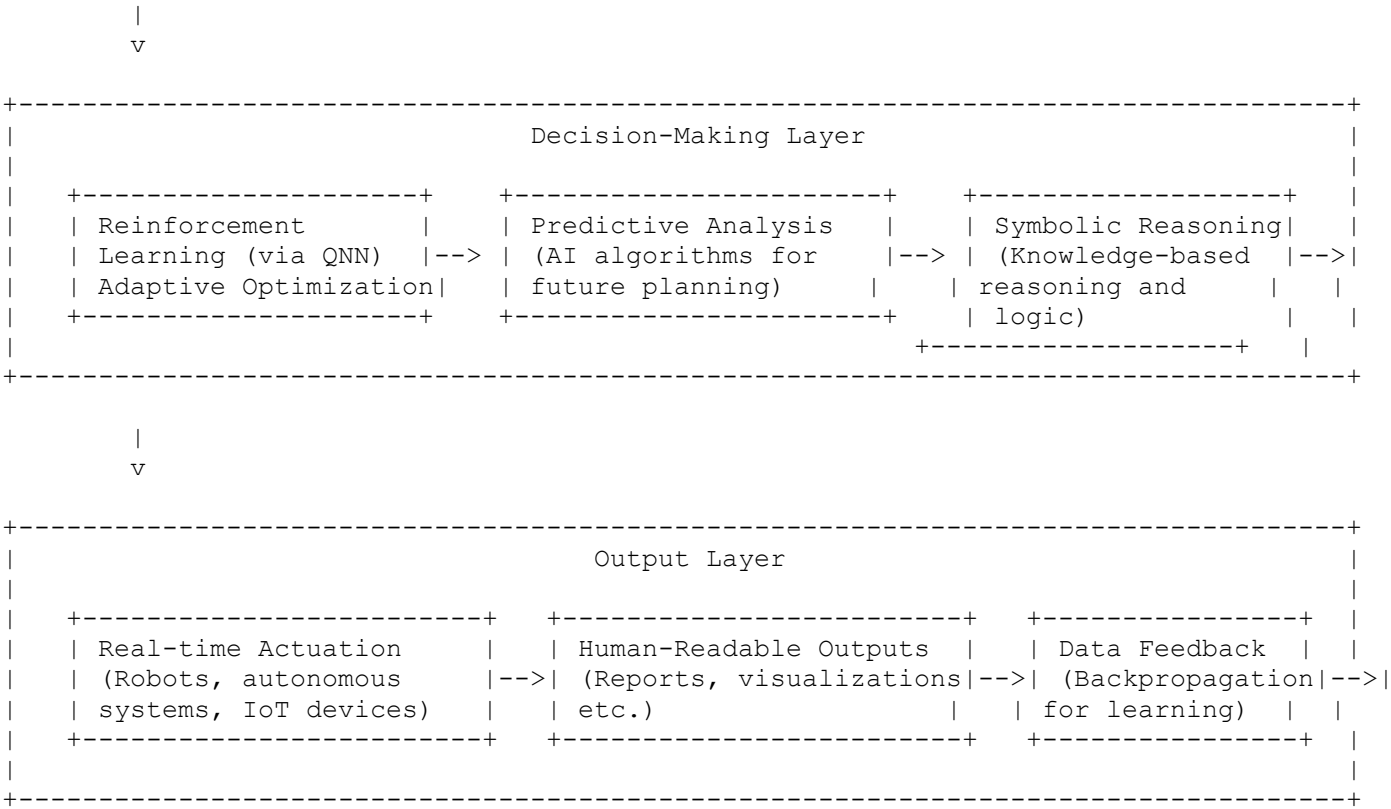 Decision-Making Layer
Reinforcement Predictive Analysis Symbolic Reasoning
Learning (via QNN) --> (AI algorithms for --> (Knowledge-based -->
Adaptive Optimization future planning) reasoning and
logic)
Output Layer
Real-time Actuation Human-Readable Outputs Data Feedback
(Robots, autonomous --> (Reports, visualizations --> (Backpropagation -->
systems, IoT devices) etc.) for learning)